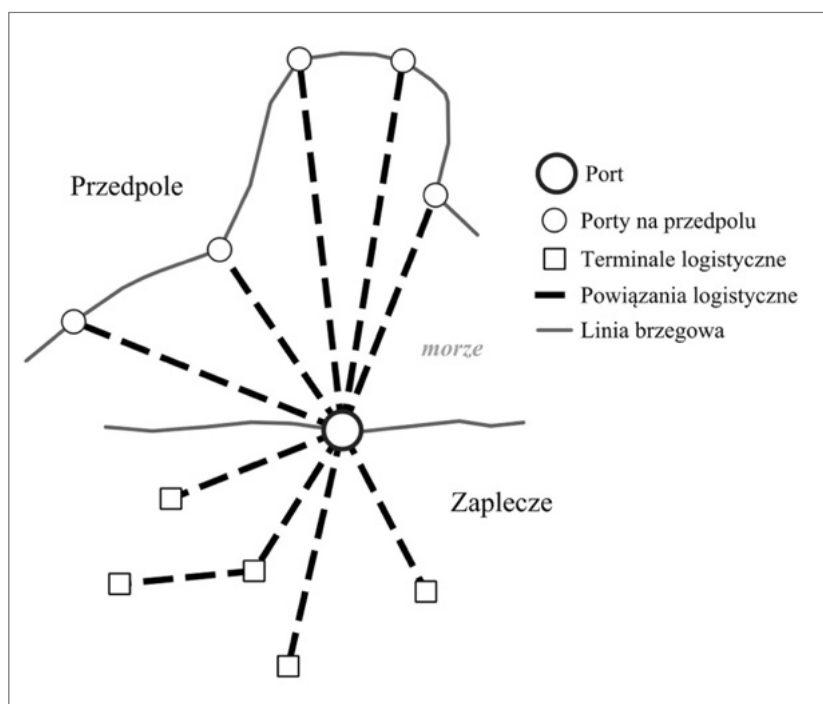 Przedpole
Port
Porty na przedpolu
Terminale logistyczne
Powiązania logistyczne
Linia brzegowa
morze
Zaplecze